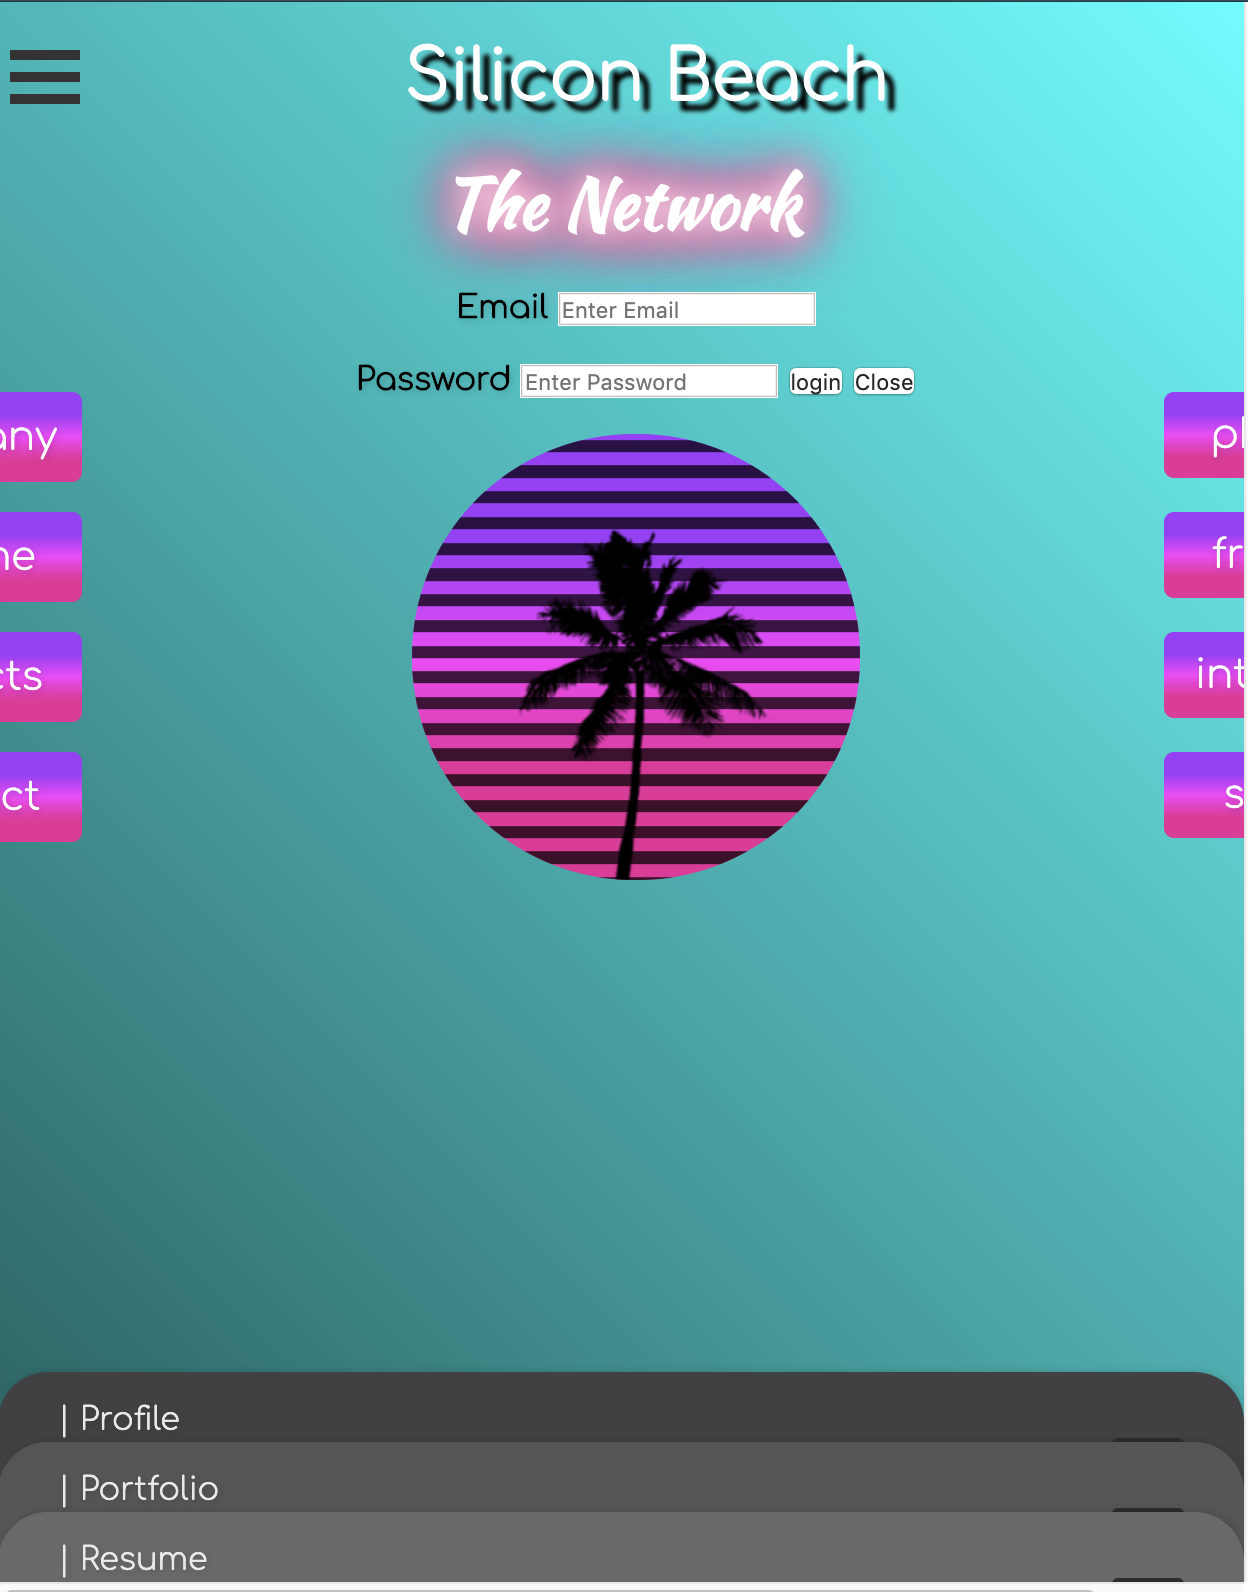 Silicon Beach
The Network
Email Enter Email
Password Enter Password login Close
any
pl
ne
fr
cts
int
ct
s
| Profile
| Portfolio
| Resume